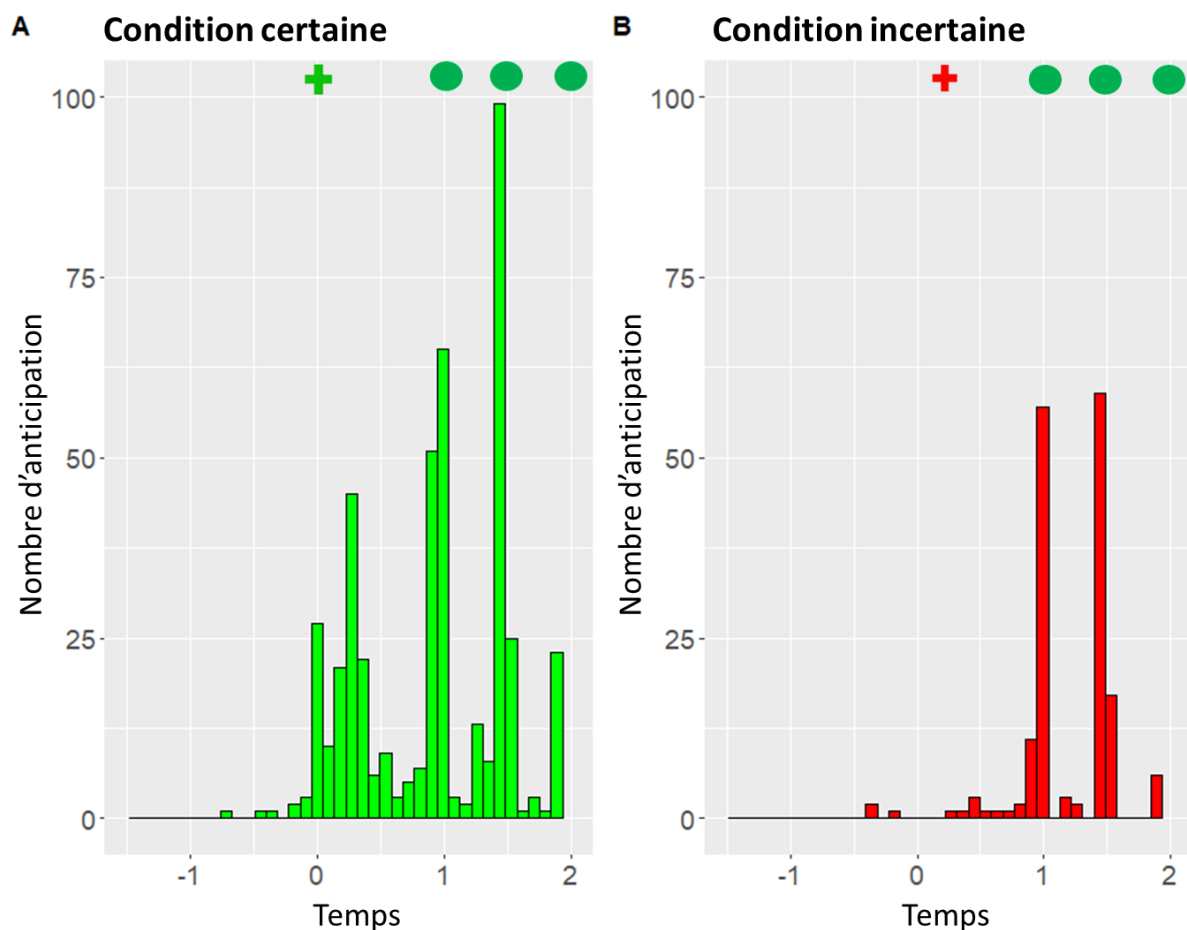 A Condition certaine
B Condition incertaine
Nombre d'anticipation
100
75
50
25
0
-1 0 1 2
Temps
Nombre d'anticipation
100
75
50
25
0
-1 0 1 2
Temps